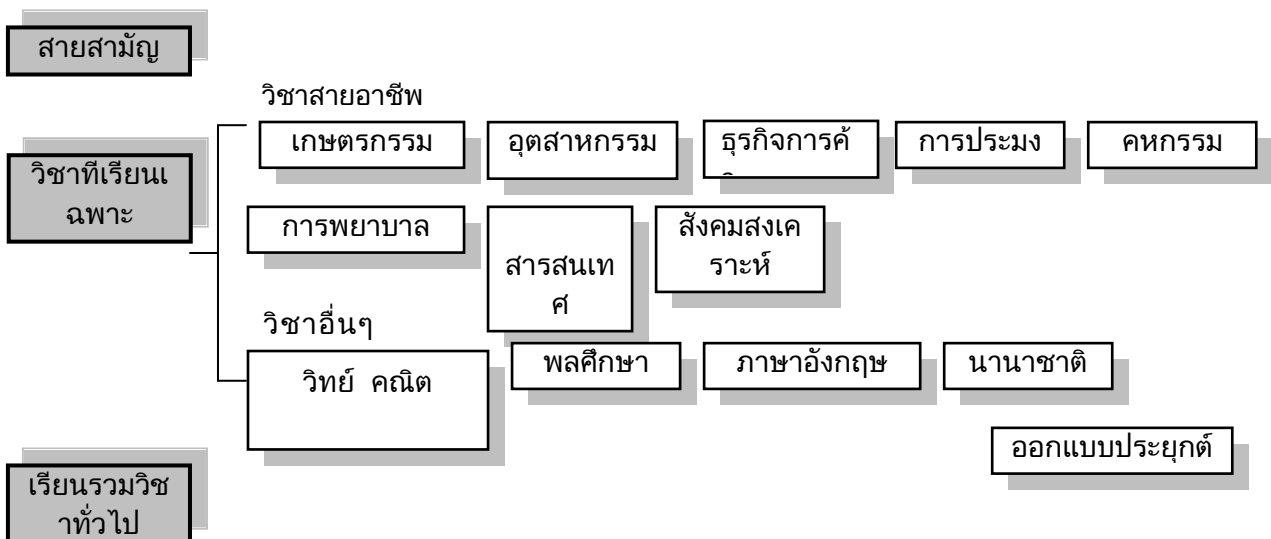 สายสามัญ
วิชาสายอาชีพ
เกษตรกรรม
อุตสาหกรรม
ธุรกิจการค้
การประมง
คหกรรม
วิชาทีเรียนเ
ฉพาะ
การพยาบาล
สารสนเท
ศ
สังคมสงเค
ราะห์
วิชาอื่นๆ
วิทย์ คณิต
พลศึกษา
ภาษาอังกฤษ
นานาชาติ
ออกแบบประยุกต์
เรียนรวมวิช
าทั่วไป